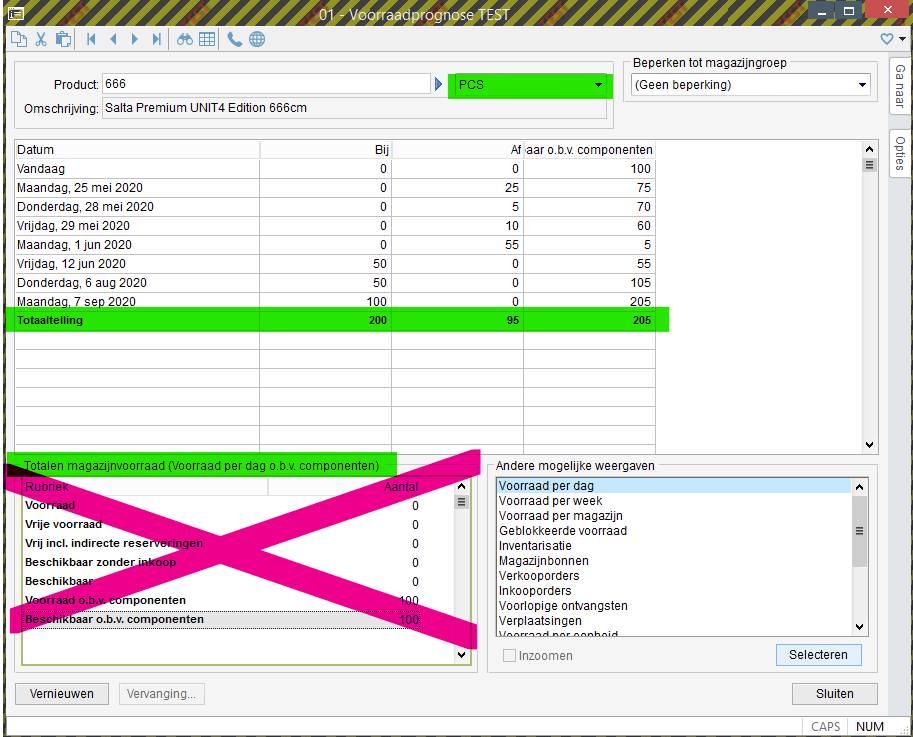 01 - Voorraadprognose TEST
Product: 666 PCS
Omschrijving: Salta Premium UNIT4 Edition 666cm
Beperken tot magazijngroep
(Geen beperking)
Ga naar
Opties
Datum Bij Af aar o.b.v. componenten
Vandaag 0 0 100
Maandag, 25 mei 2020 0 25 75
Donderdag, 28 mei 2020 0 5 70
Vrijdag, 29 mei 2020 0 10 60
Maandag, 1 jun 2020 0 55 5
Vrijdag, 12 jun 2020 50 0 55
Donderdag, 6 aug 2020 50 0 105
Maandag, 7 sep 2020 100 0 205
Totaaltelling 200 95 205
Totalen magazijnvoorraad (Voorraad per dag o.b.v. componenten)
Rubriek Aantal
Voorraad 0
Vrije voorraad 0
Vrij incl. indirecte reserveringen 0
Beschikbaar zonder inkoop 0
Beschikbaar 0
Voorraad o.b.v. componenten 100
Beschikbaar o.b.v. componenten 100
Andere mogelijke weergaven
Voorraad per dag
Voorraad per week
Voorraad per magazijn
Geblokkeerde voorraad
Inventarisatie
Magazijnbonnen
Verkooporders
Inkooporders
Voorlopige ontvangsten
Verplaatsingen
Voorraad per eenheid
Inzoomen
Selecteren
Vernieuwen
Vervanging...
Sluiten
CAPS NUM